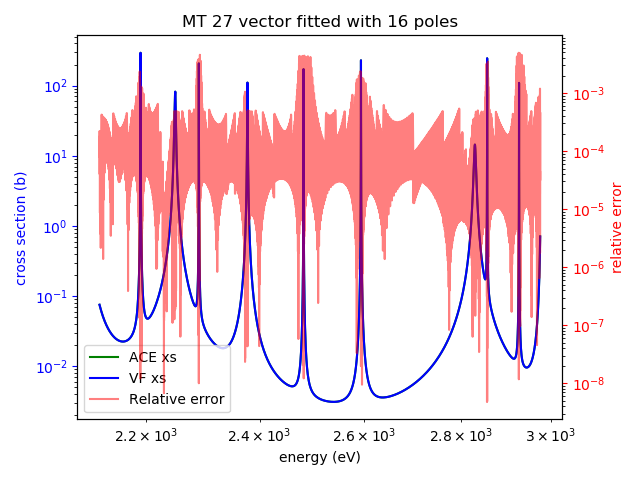 MT 27 vector fitted with 16 poles
cross section (b)
10²
10¹
10⁰
10⁻¹
10⁻²
10⁻³
10⁻⁴
10⁻⁵
10⁻⁶
10⁻⁷
10⁻⁸
relative error
ACE xs
VF xs
Relative error
2.2 × 10³ 2.4 × 10³ 2.6 × 10³ 2.8 × 10³ 3 × 10³
energy (eV)